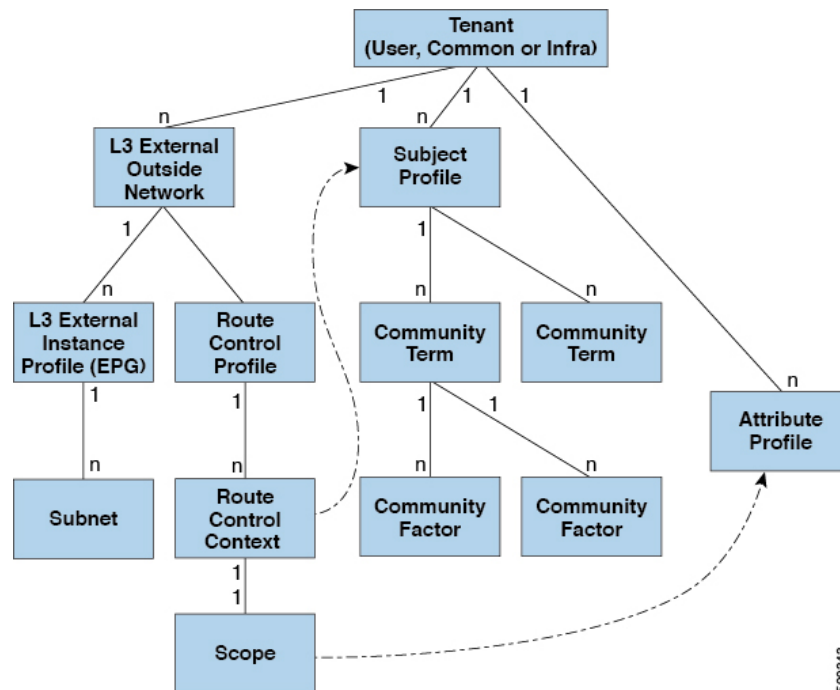 Tenant
(User, Common or Infra)
1
1
1
n
n
L3 External
Outside
Network
Subject
Profile
1
1
n
n
n
L3 External
Instance
Profile (EPG)
Route
Control
Profile
Community
Term
Community
Term
n
1
1
1
1
Attribute
Profile
n
n
n
n
Subnet
Route
Control
Context
Community
Factor
Community
Factor
1
1
Scope